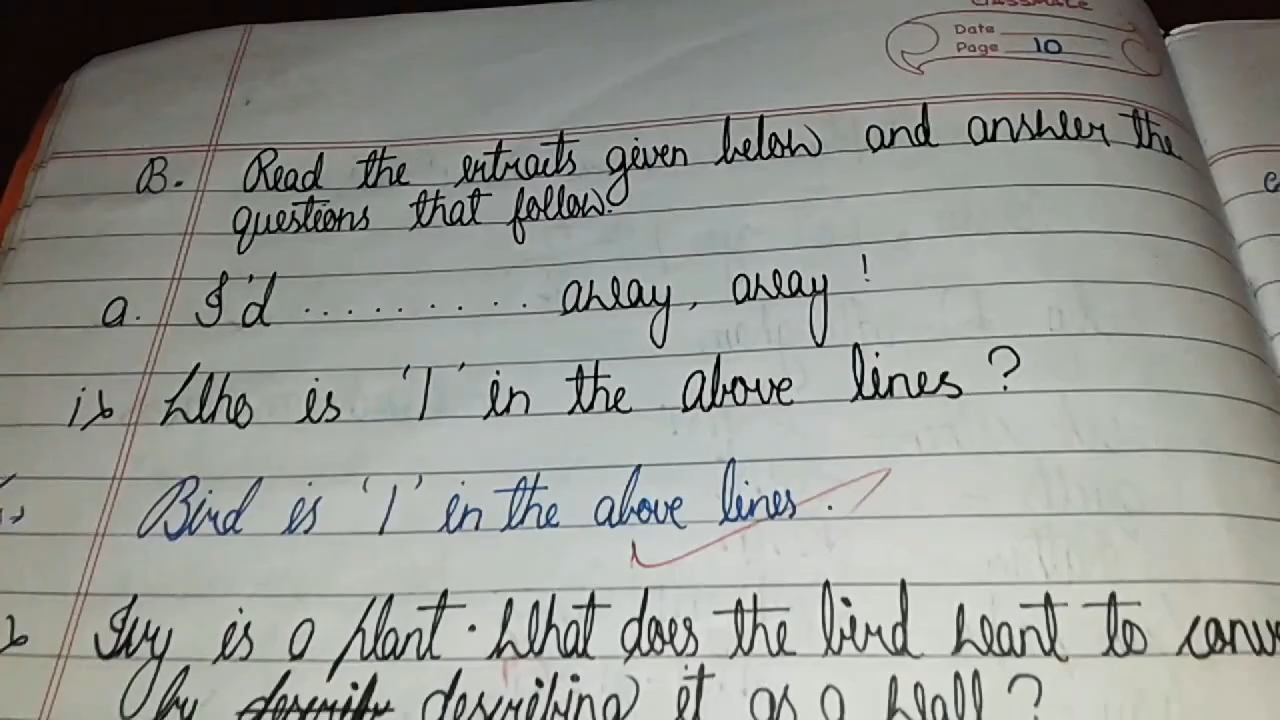 classmate
Date
Page 10
B. Read the extracts given below and answer the
questions that follow.
a. I'd ......... away, away!
i> Who is 'I' in the above lines?
Bird is 'I' in the above lines.
Ivy is a plant. What does the bird want to
by describing it as a wall?